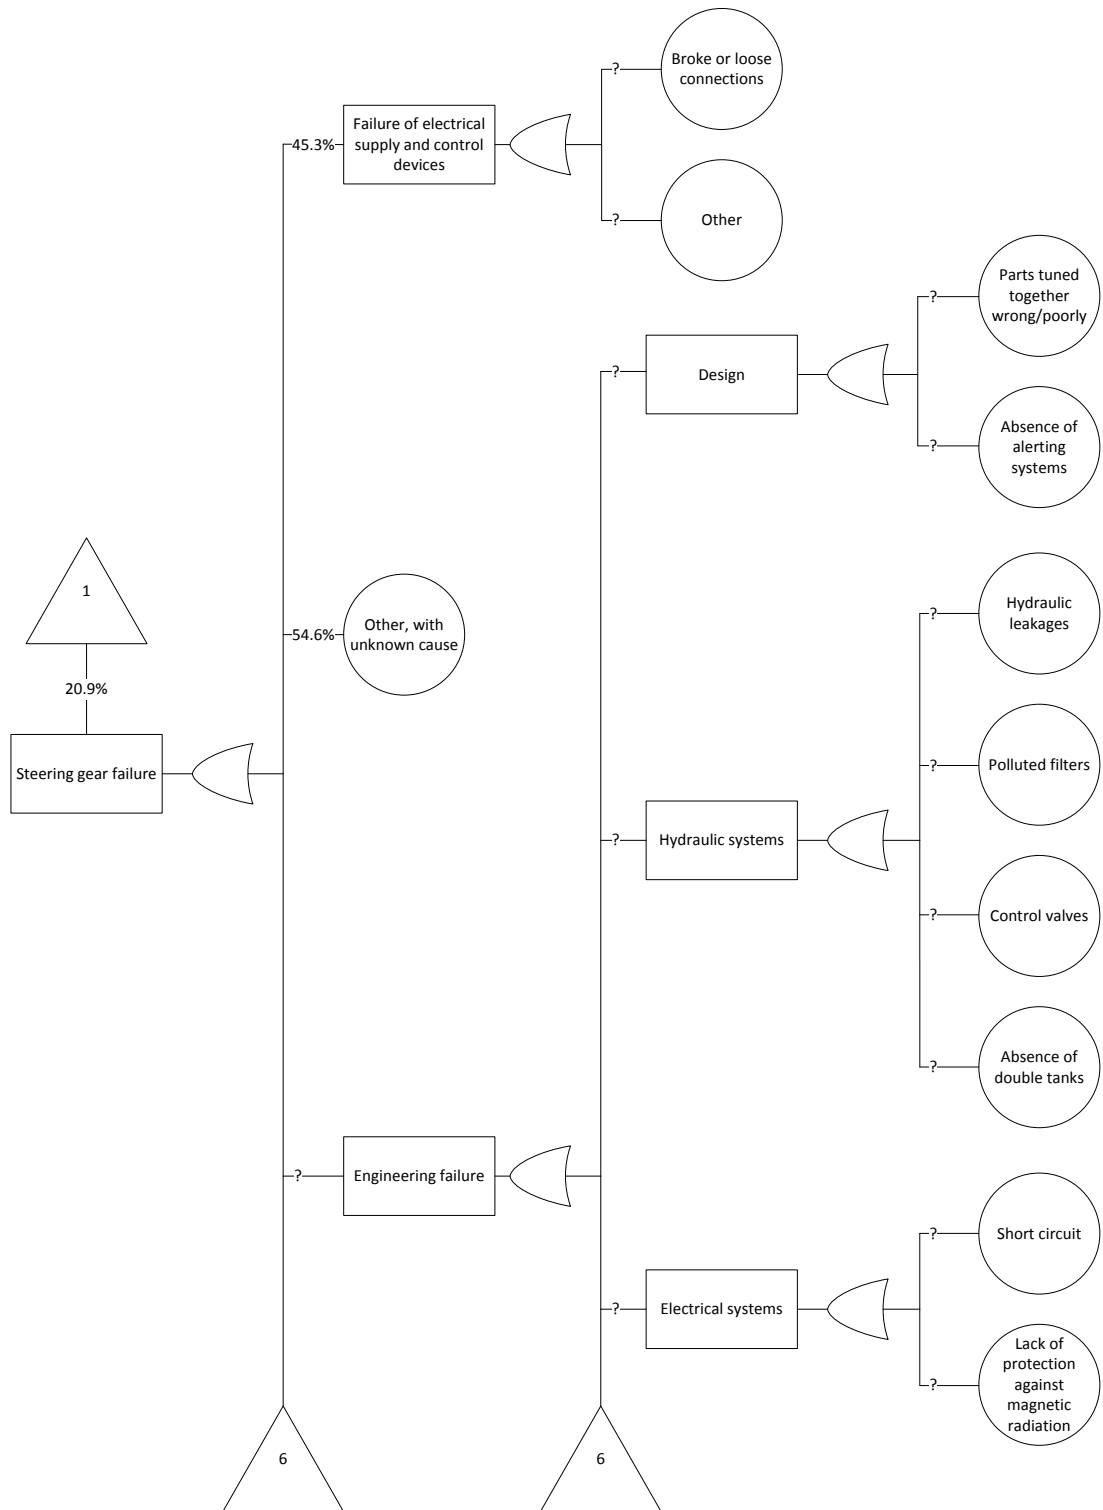 Broke or loose
connections
?
45.3%
Failure of electrical
supply and control
devices
?
Other
?
Parts tuned
together
wrong/poorly
?
Design
?
Absence of
alerting
systems
1
20.9%
Steering gear failure
54.6%
Other, with
unknown cause
?
Hydraulic
leakages
?
Polluted filters
?
Hydraulic systems
?
Control valves
?
Absence of
double tanks
?
Engineering failure
?
Short circuit
?
Electrical systems
?
Lack of
protection
against
magnetic
radiation
6
6